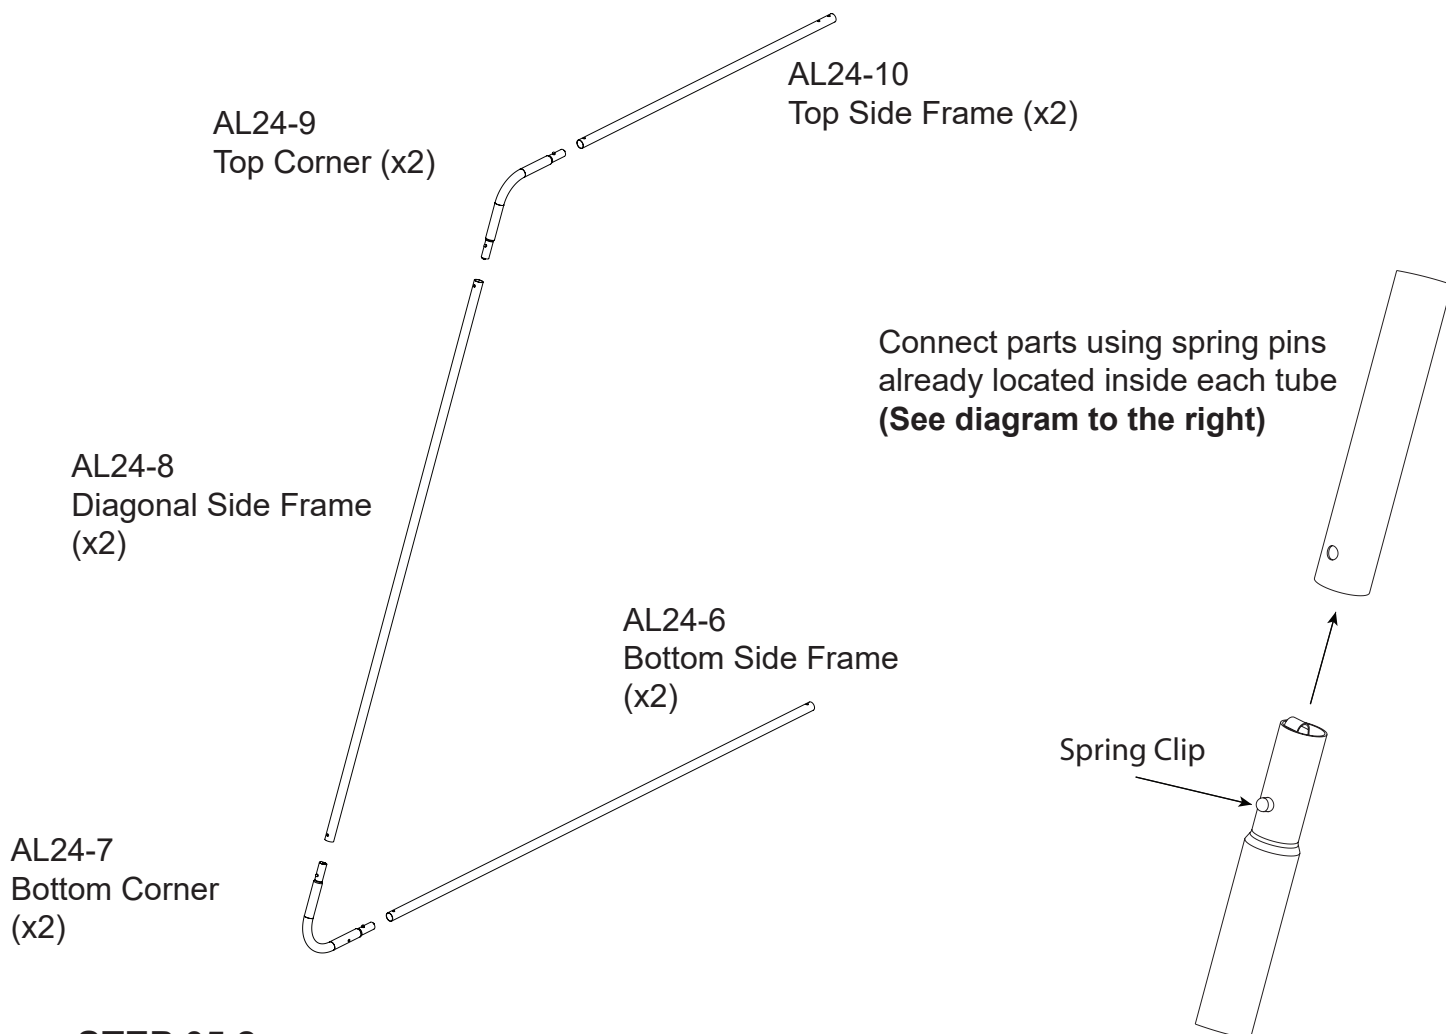 AL24-10
Top Side Frame (x2)
AL24-9
Top Corner (x2)
Connect parts using spring pins
already located inside each tube
(See diagram to the right)
AL24-8
Diagonal Side Frame
(x2)
AL24-6
Bottom Side Frame
(x2)
Spring Clip
AL24-7
Bottom Corner
(x2)